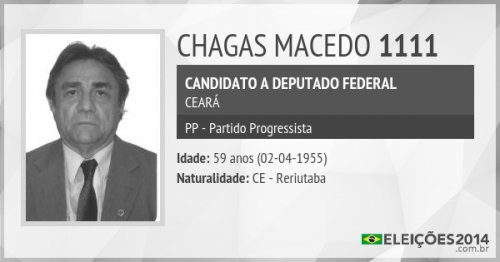 CHAGAS MACEDO 1111
CANDIDATO A DEPUTADO FEDERAL
CEARÁ
PP - Partido Progressista
Idade: 59 anos (02-04-1955)
Naturalidade: CE - Reriutaba
ELEIÇÕES2014
.com.br